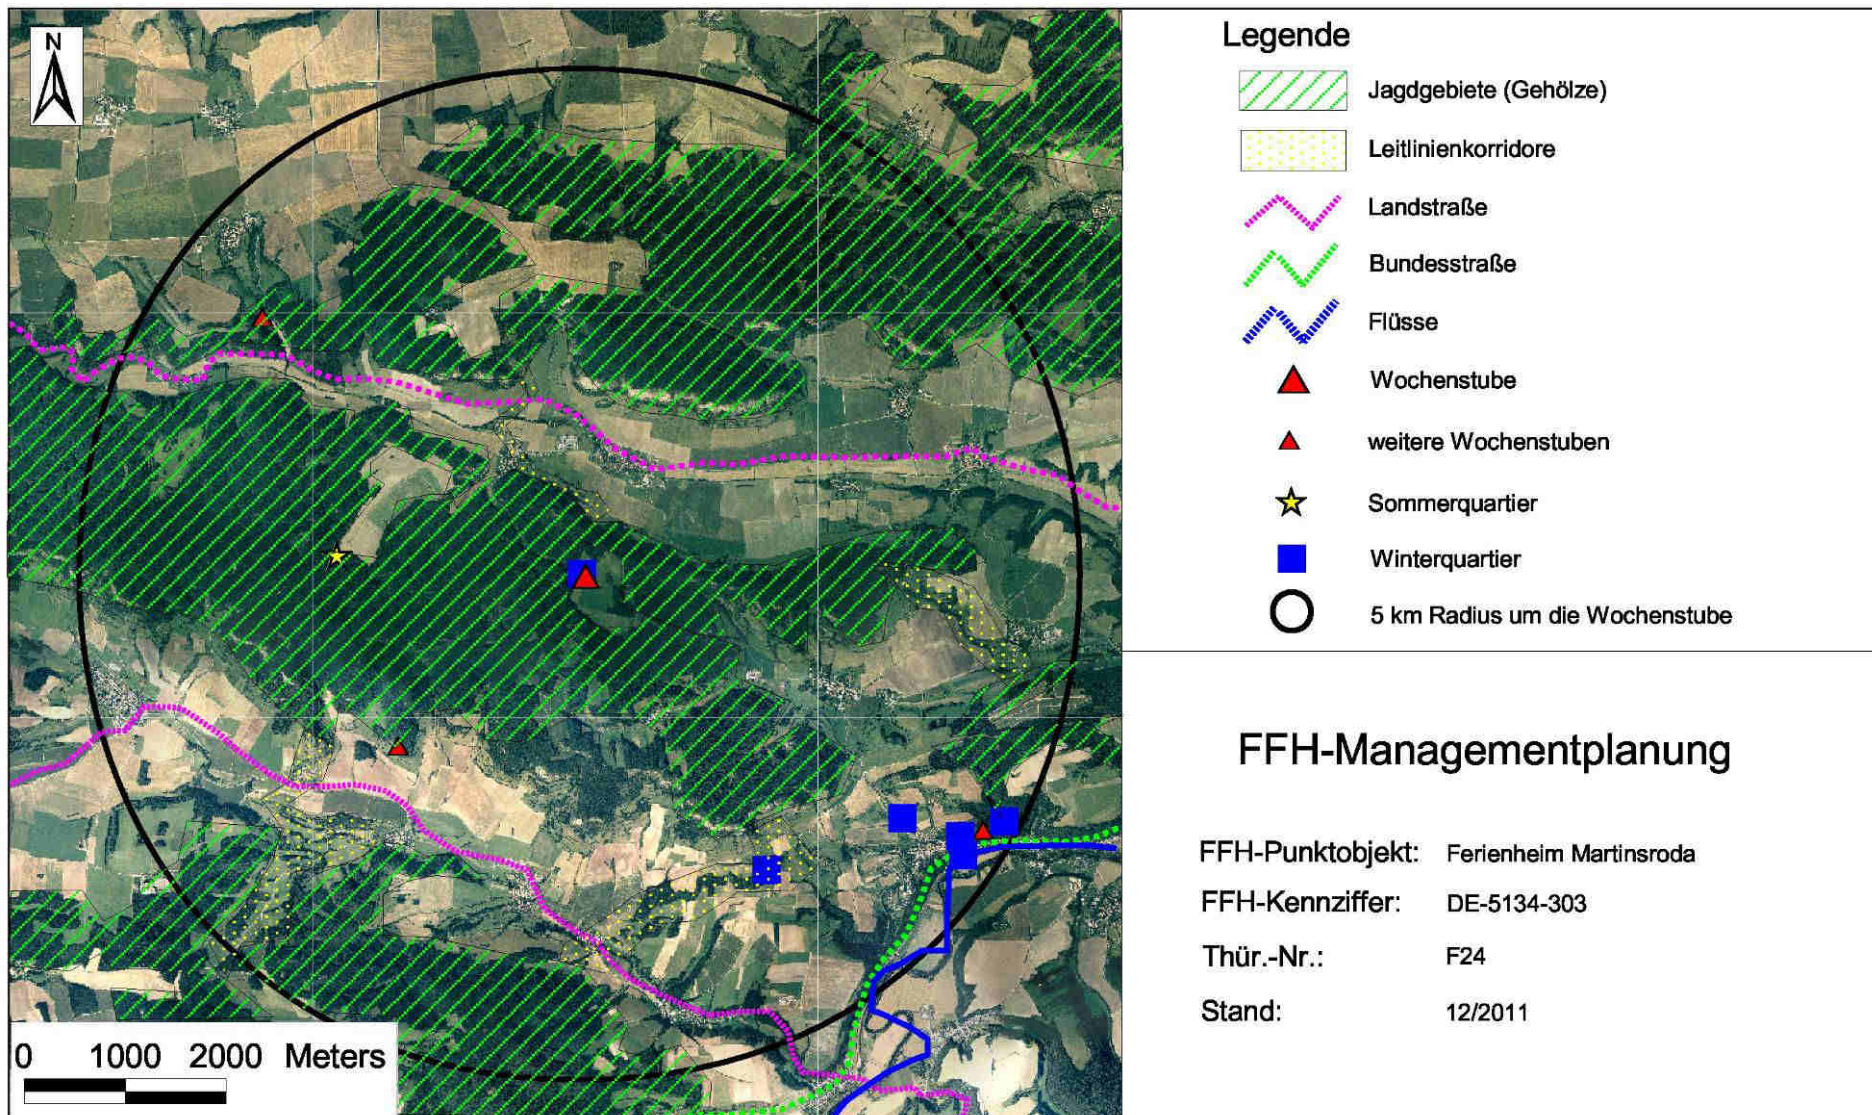 N
0 1000 2000 Meters
Legende
Jagdgebiete (Gehölze)
Leitlinienkorridore
Landstraße
Bundesstraße
Flüsse
Wochenstube
weitere Wochenstuben
Sommerquartier
Winterquartier
5 km Radius um die Wochenstube
FFH-Managementplanung
FFH-Punktobjekt: Ferienheim Martinsroda
FFH-Kennziffer: DE-5134-303
Thür.-Nr.: F24
Stand: 12/2011